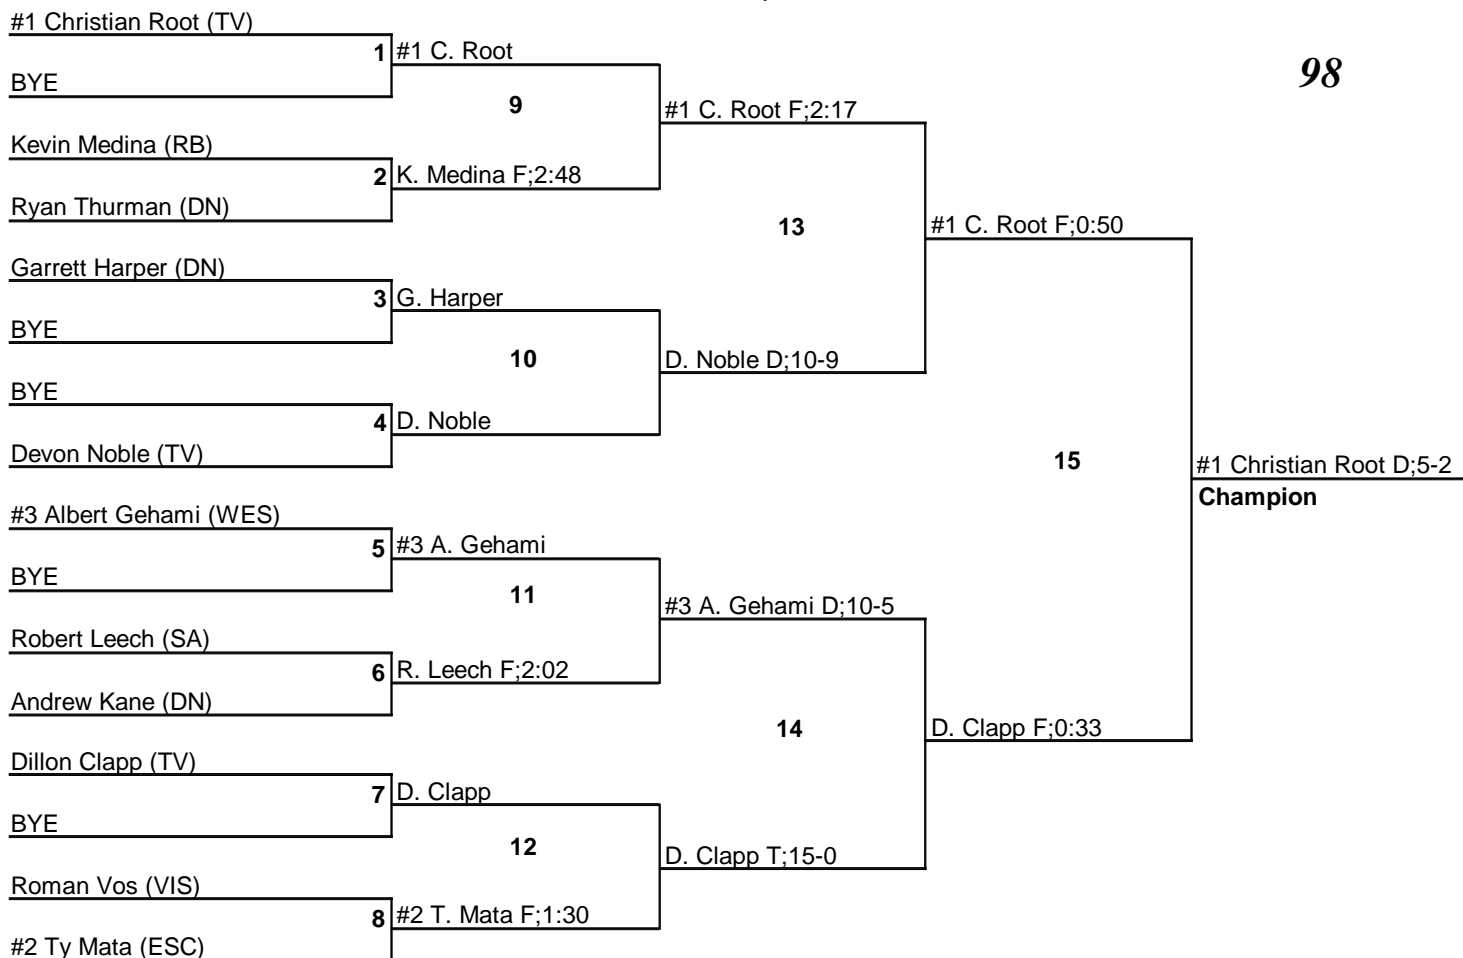 #1 Christian Root (TV)
1 #1 C. Root
98
BYE
9
#1 C. Root F;2:17
Kevin Medina (RB)
2 K. Medina F;2:48
Ryan Thurman (DN)
13
#1 C. Root F;0:50
Garrett Harper (DN)
3 G. Harper
BYE
10
D. Noble D;10-9
BYE
4 D. Noble
Devon Noble (TV)
15
#1 Christian Root D;5-2
Champion
#3 Albert Gehami (WES)
5 #3 A. Gehami
BYE
11
#3 A. Gehami D;10-5
Robert Leech (SA)
6 R. Leech F;2:02
Andrew Kane (DN)
14
D. Clapp F;0:33
Dillon Clapp (TV)
7 D. Clapp
BYE
12
D. Clapp T;15-0
Roman Vos (VIS)
8 #2 T. Mata F;1:30
#2 Ty Mata (ESC)